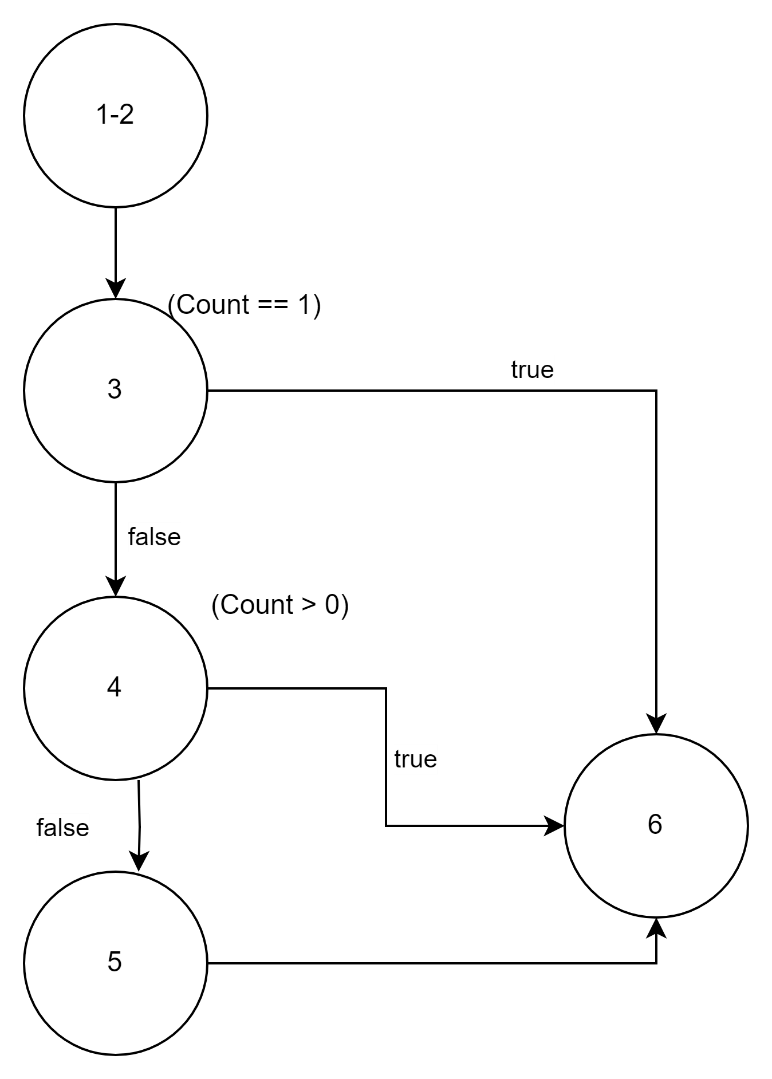 1-2
(Count == 1)
3
true
false
(Count > 0)
4
true
false
6
5